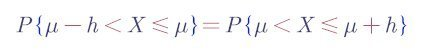 P{μ − h < X ⩽ μ} = P{μ < X ⩽ μ + h}